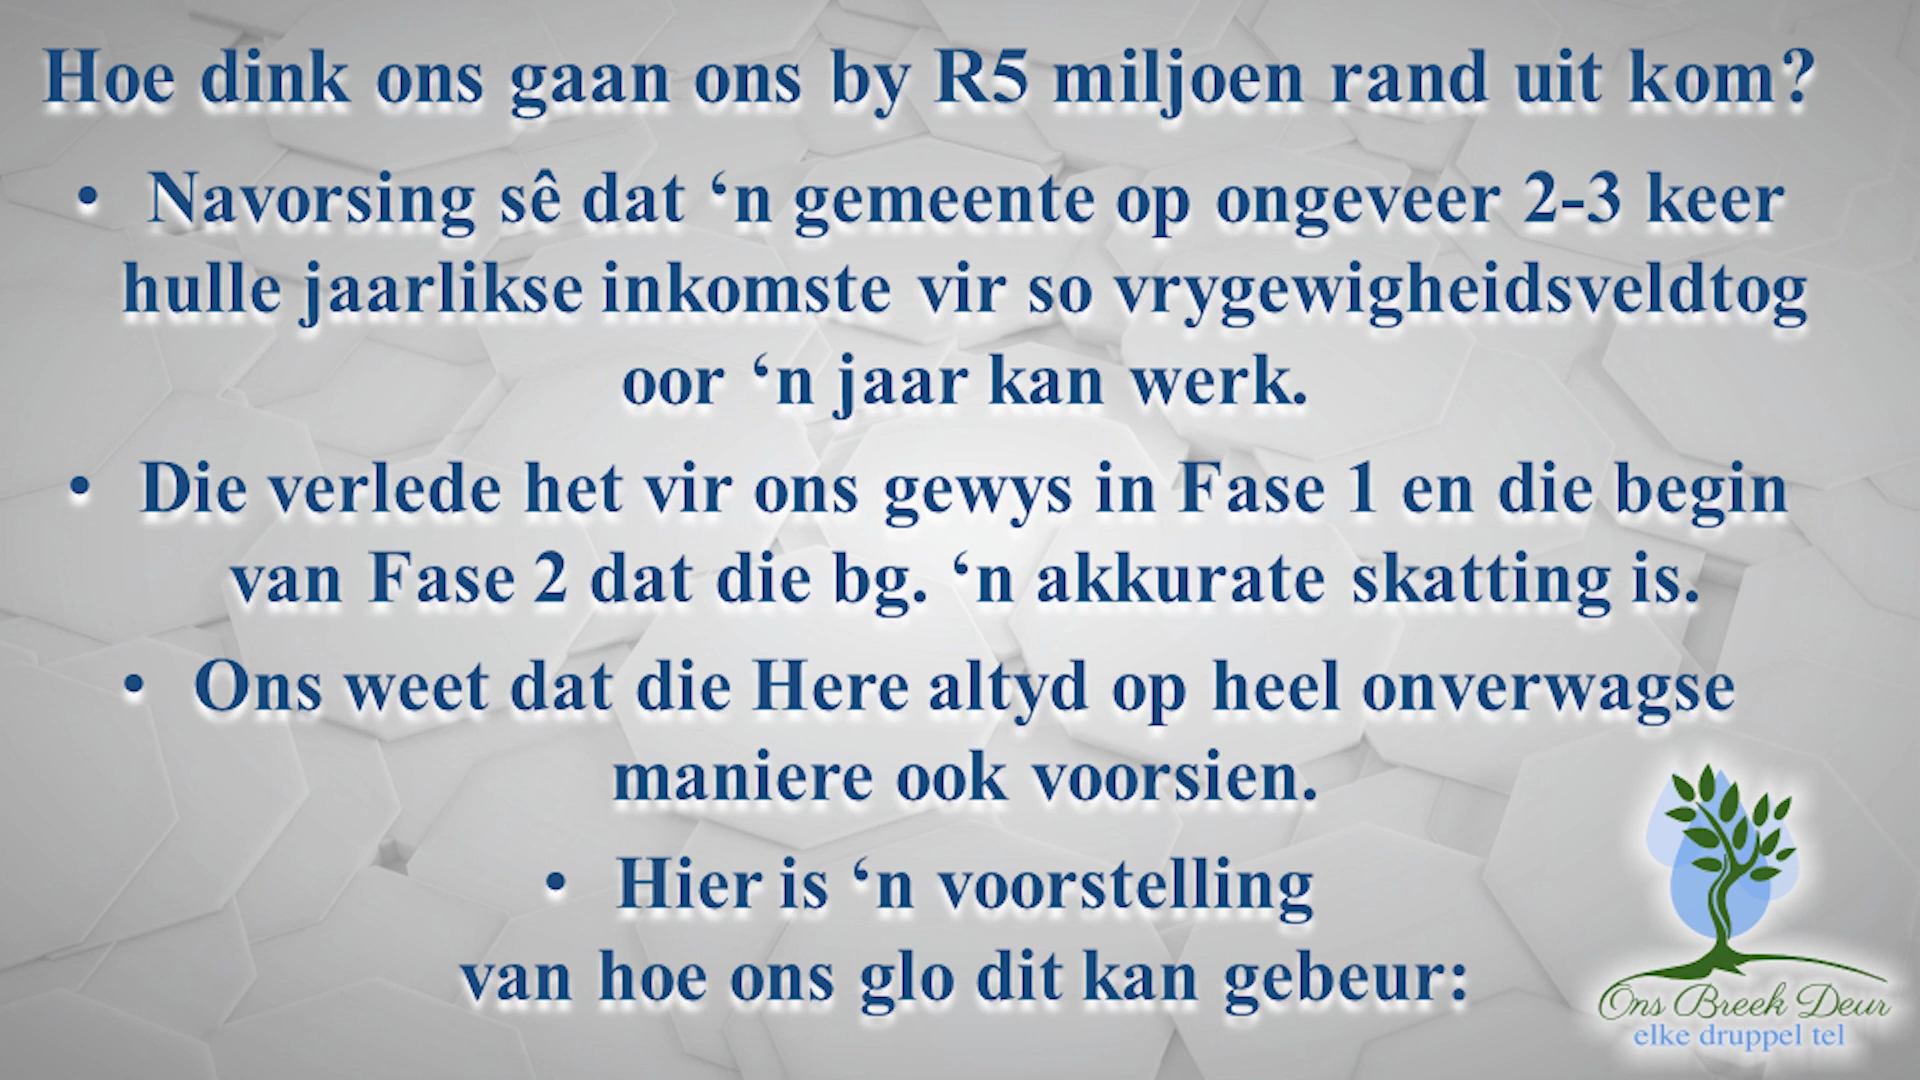 Hoe dink ons gaan ons by R5 miljoen rand uit kom?
• Navorsing sê dat ‘n gemeente op ongeveer 2-3 keer
hulle jaarlikse inkomste vir so vrygewigheidsveldtog
oor ‘n jaar kan werk.
• Die verlede het vir ons gewys in Fase 1 en die begin
van Fase 2 dat die bg. ‘n akkurate skatting is.
• Ons weet dat die Here altyd op heel onverwagse
maniere ook voorsien.
• Hier is ‘n voorstelling
van hoe ons glo dit kan gebeur:
Ons Breek Deur
elke druppel tel